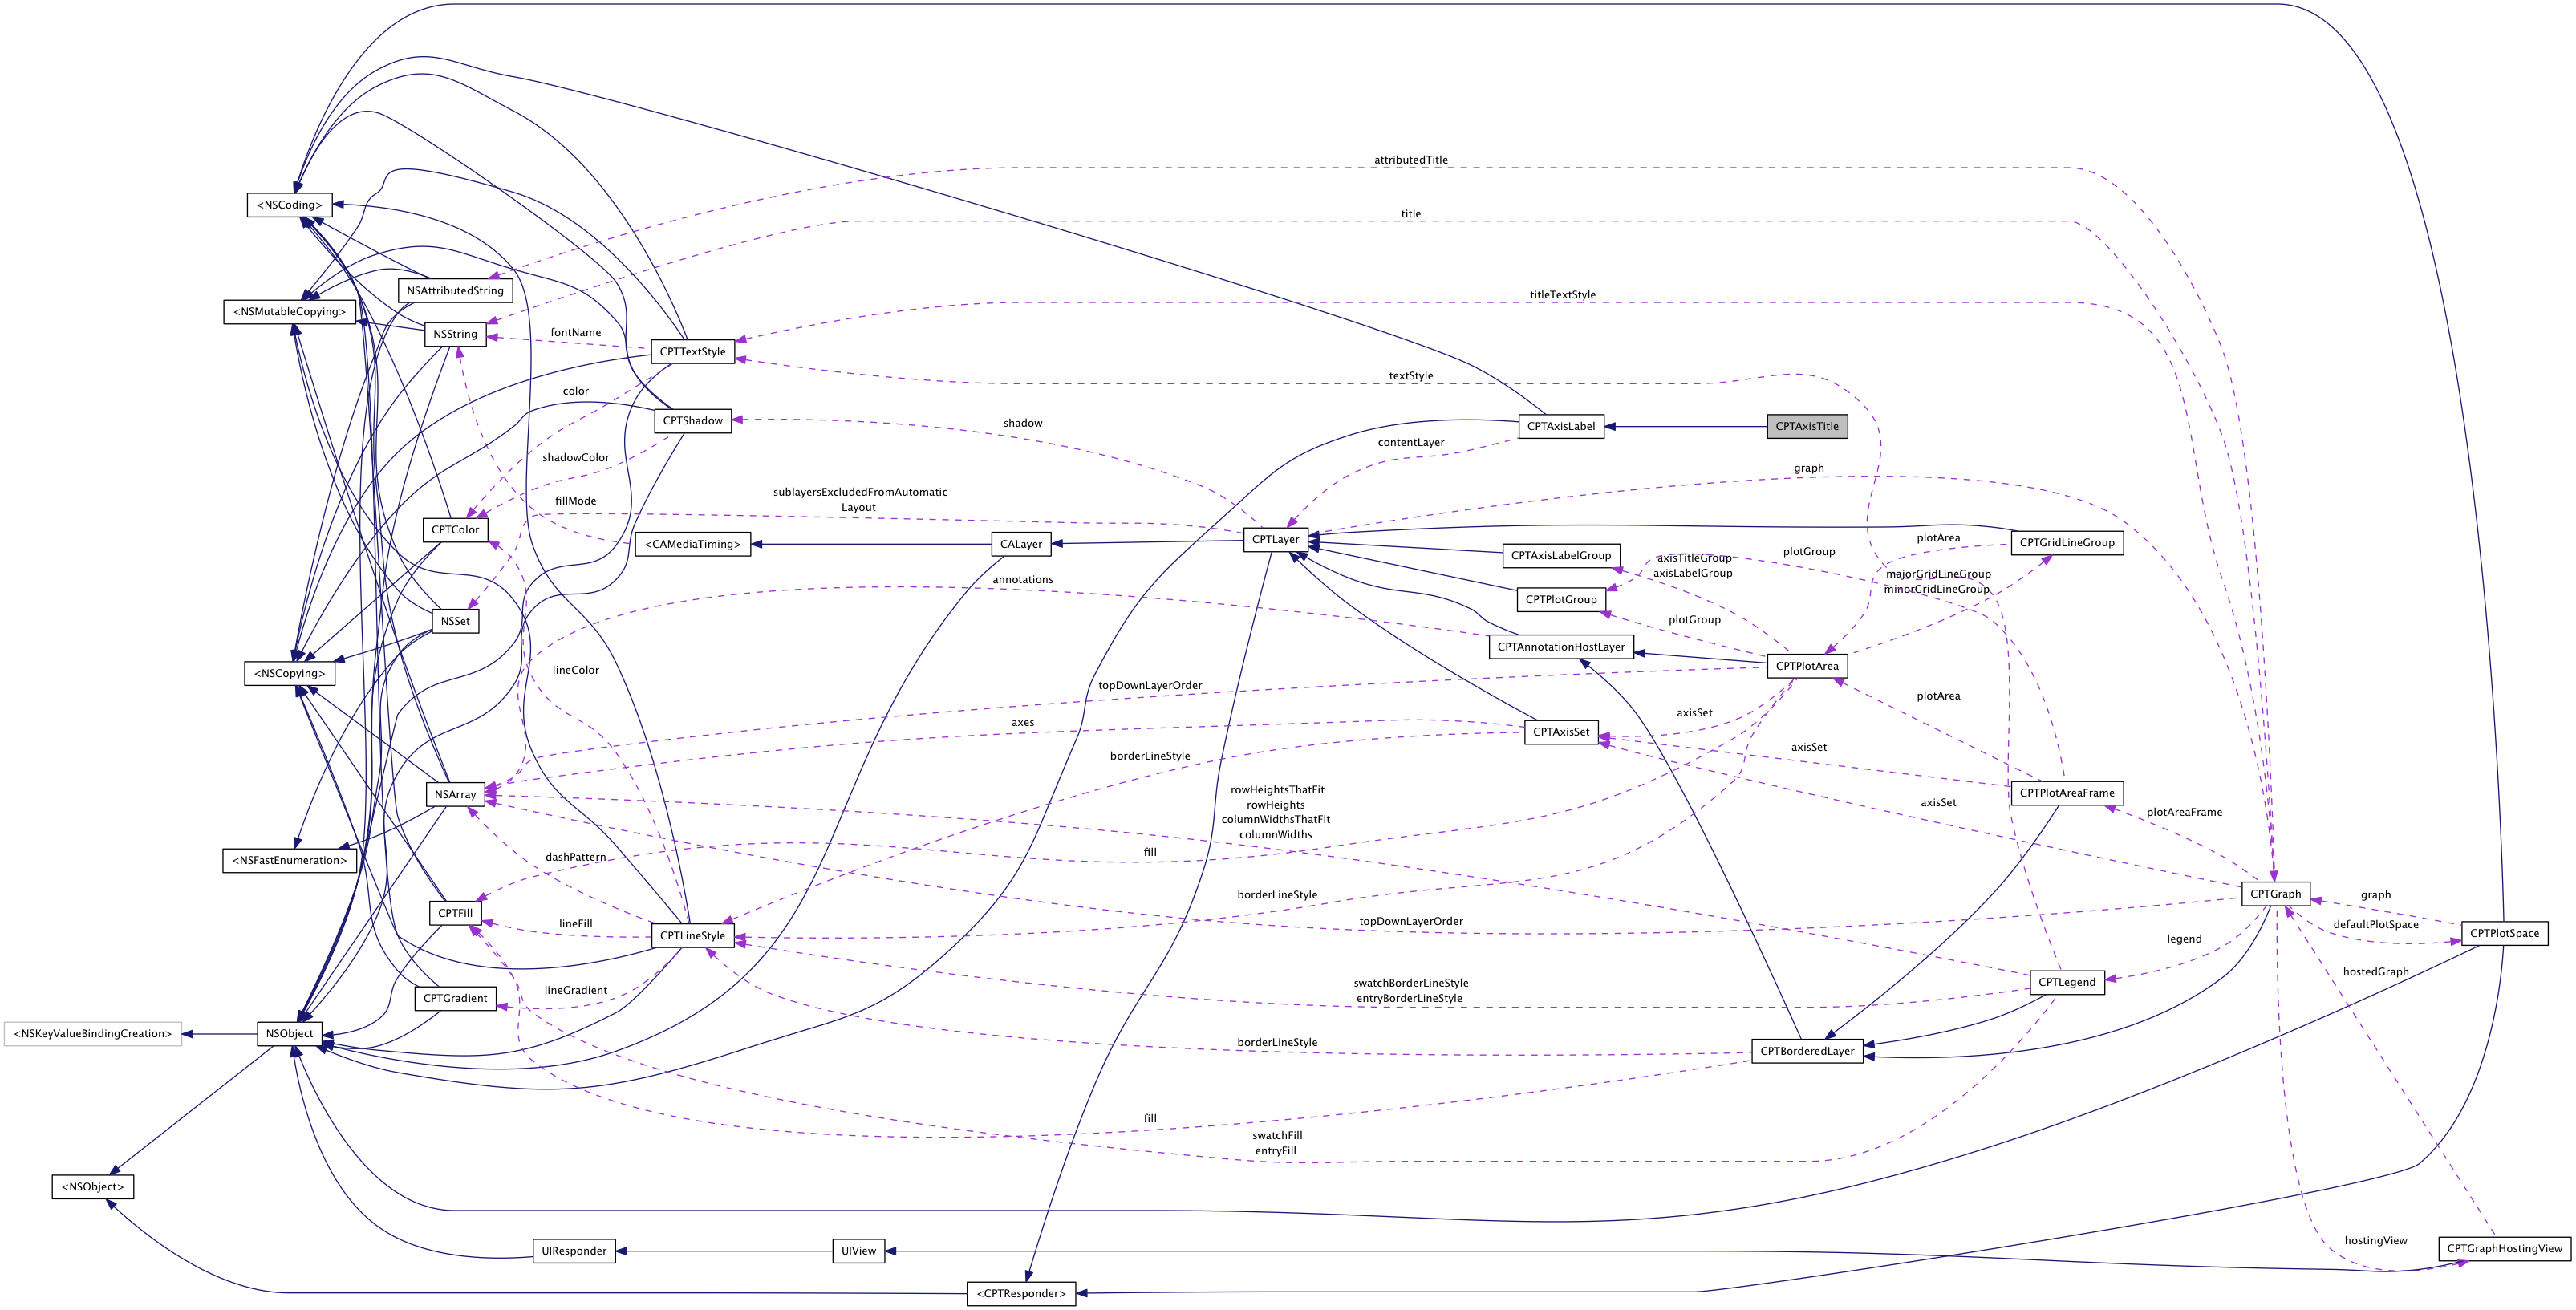 attributedTitle
<NSCoding>
title
NSAttributedString
titleTextStyle
<NSMutableCopying>
NSString
fontName
CPTTextStyle
textStyle
color
CPTShadow
shadow
CPTAxisLabel
CPTAxisTitle
contentLayer
shadowColor
graph
sublayersExcludedFromAutomatic
Layout
fillMode
CPTColor
<CAMediaTiming>
CALayer
CPTLayer
CPTAxisLabelGroup
axisTitleGroup
axisLabelGroup
plotGroup
plotArea
CPTGridLineGroup
annotations
majorGridLineGroup
minorGridLineGroup
CPTPlotGroup
NSSet
plotGroup
CPTAnnotationHostLayer
<NSCopying>
lineColor
CPTPlotArea
topDownLayerOrder
plotArea
axes
axisSet
CPTAxisSet
borderLineStyle
axisSet
NSArray
rowHeightsThatFit
rowHeights
columnWidthsThatFit
columnWidths
CPTPlotAreaFrame
axisSet
plotAreaFrame
<NSFastEnumeration>
dashPattern
fill
CPTGraph
graph
borderLineStyle
CPTFill
lineFill
CPTLineStyle
topDownLayerOrder
defaultPlotSpace
CPTPlotSpace
legend
hostedGraph
CPTGradient
lineGradient
swatchBorderLineStyle
entryBorderLineStyle
CPTLegend
<NSKeyValueBindingCreation>
NSObject
borderLineStyle
CPTBorderedLayer
fill
swatchFill
entryFill
<NSObject>
hostingView
UIResponder
UIView
CPTGraphHostingView
<CPTResponder>